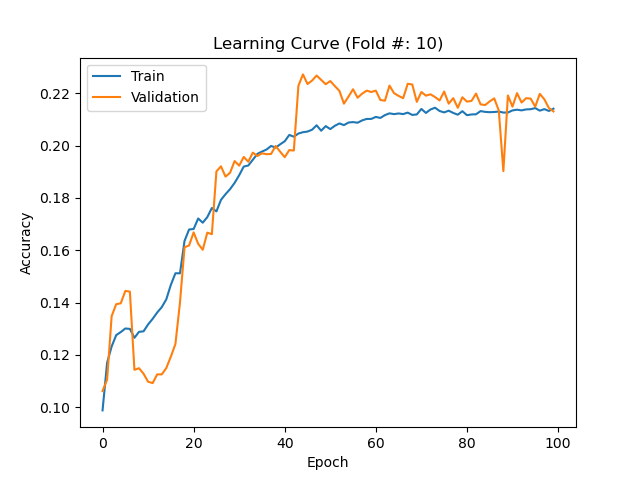 Learning Curve (Fold #: 10)
Train
Validation
0.22
0.20
0.18
0.16
0.14
0.12
0.10
Accuracy
0 20 40 60 80 100
Epoch